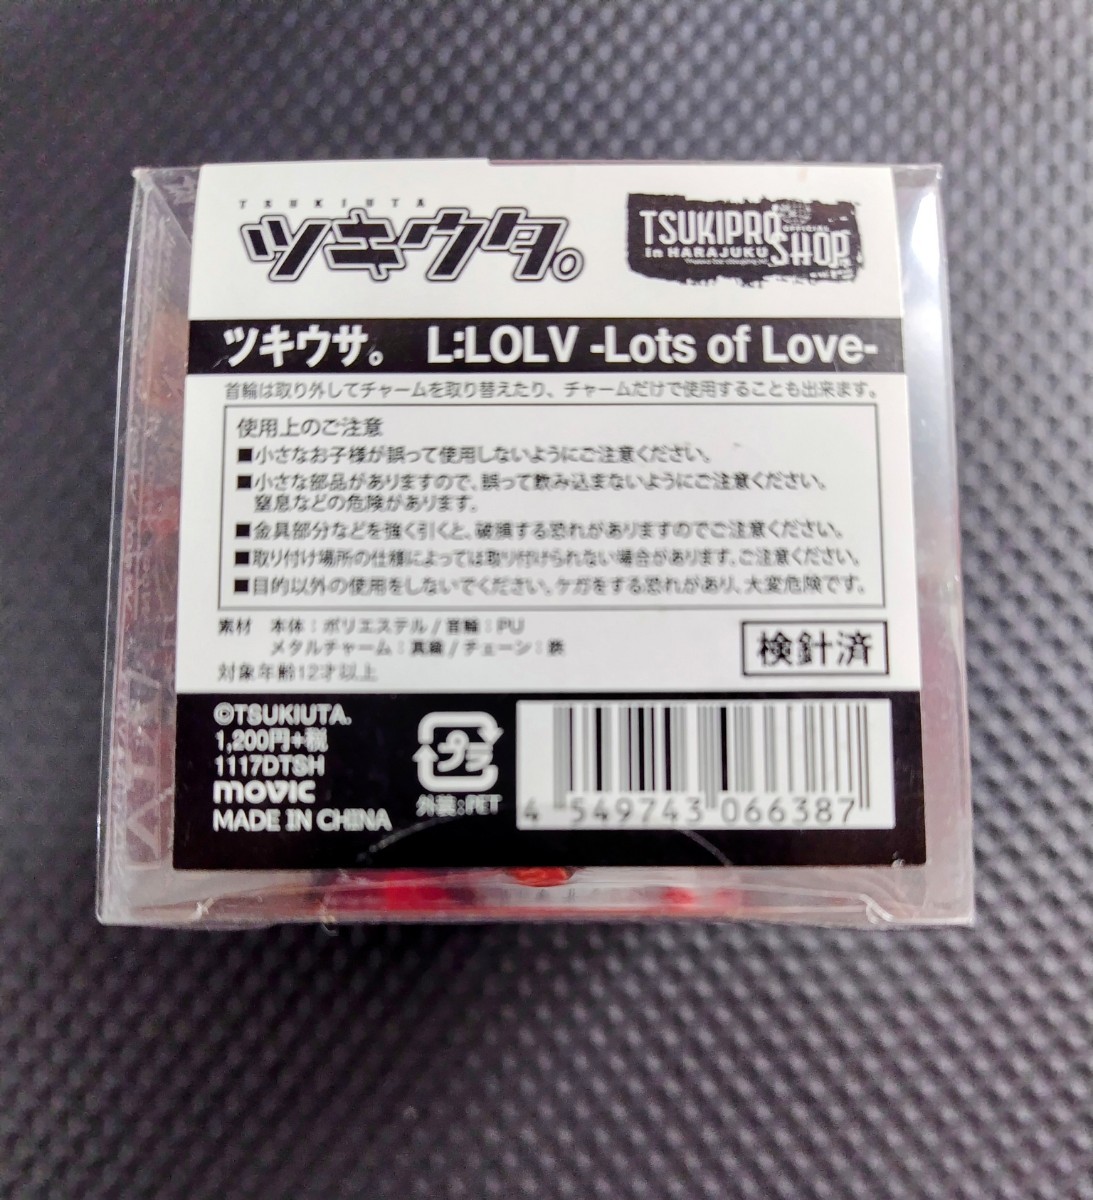 TSUKIUTA
ツキウタ。
TSUKIPRO
OFFICIAL
in HARAJUKU
SHOP
ツキウサ。 L:LOLV -Lots of Love-
首輪は取り外してチャームを取り替えたり、チャームだけで使用することも出来ます。
使用上のご注意
■小さなお子様が誤って使用しないようにご注意ください。
■小さな部品がありますので、誤って飲み込まないようにご注意ください。
窒息などの危険があります。
■金具部分などを強く引くと、破損する恐れがありますのでご注意ください。
■取り付け場所の仕様によっては取り付けられない場合があります。ご注意ください。
■目的以外の使用をしないでください。ケガをする恐れがあり、大変危険です。
素材 本体：ポリエステル / 首輪：PU
メタルチャーム：真鍮 / チェーン：鉄
対象年齢12才以上
検針済
©TSUKIUTA.
1,200円+税
1117DTSH
movic
MADE IN CHINA
プラ
外装:PET
4 549743 066387